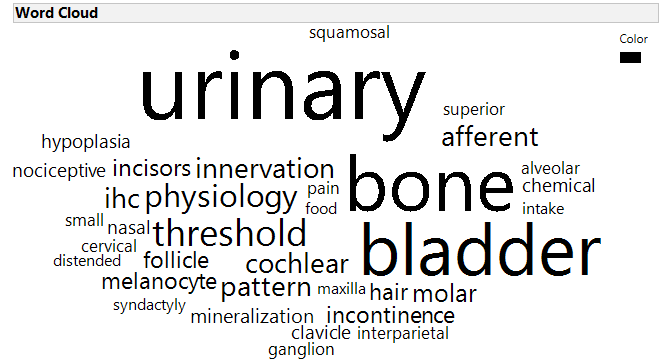 Word Cloud
squamosal
Color
urinary
superior
afferent
hypoplasia
nociceptive incisors innervation
bone
alveolar
chemical
ihc physiology pain
food
intake
small nasal threshold
cervical
bladder
distended follicle cochlear
melanocyte pattern maxilla hair molar
syndactyly mineralization incontinence
clavicle interparietal
ganglion